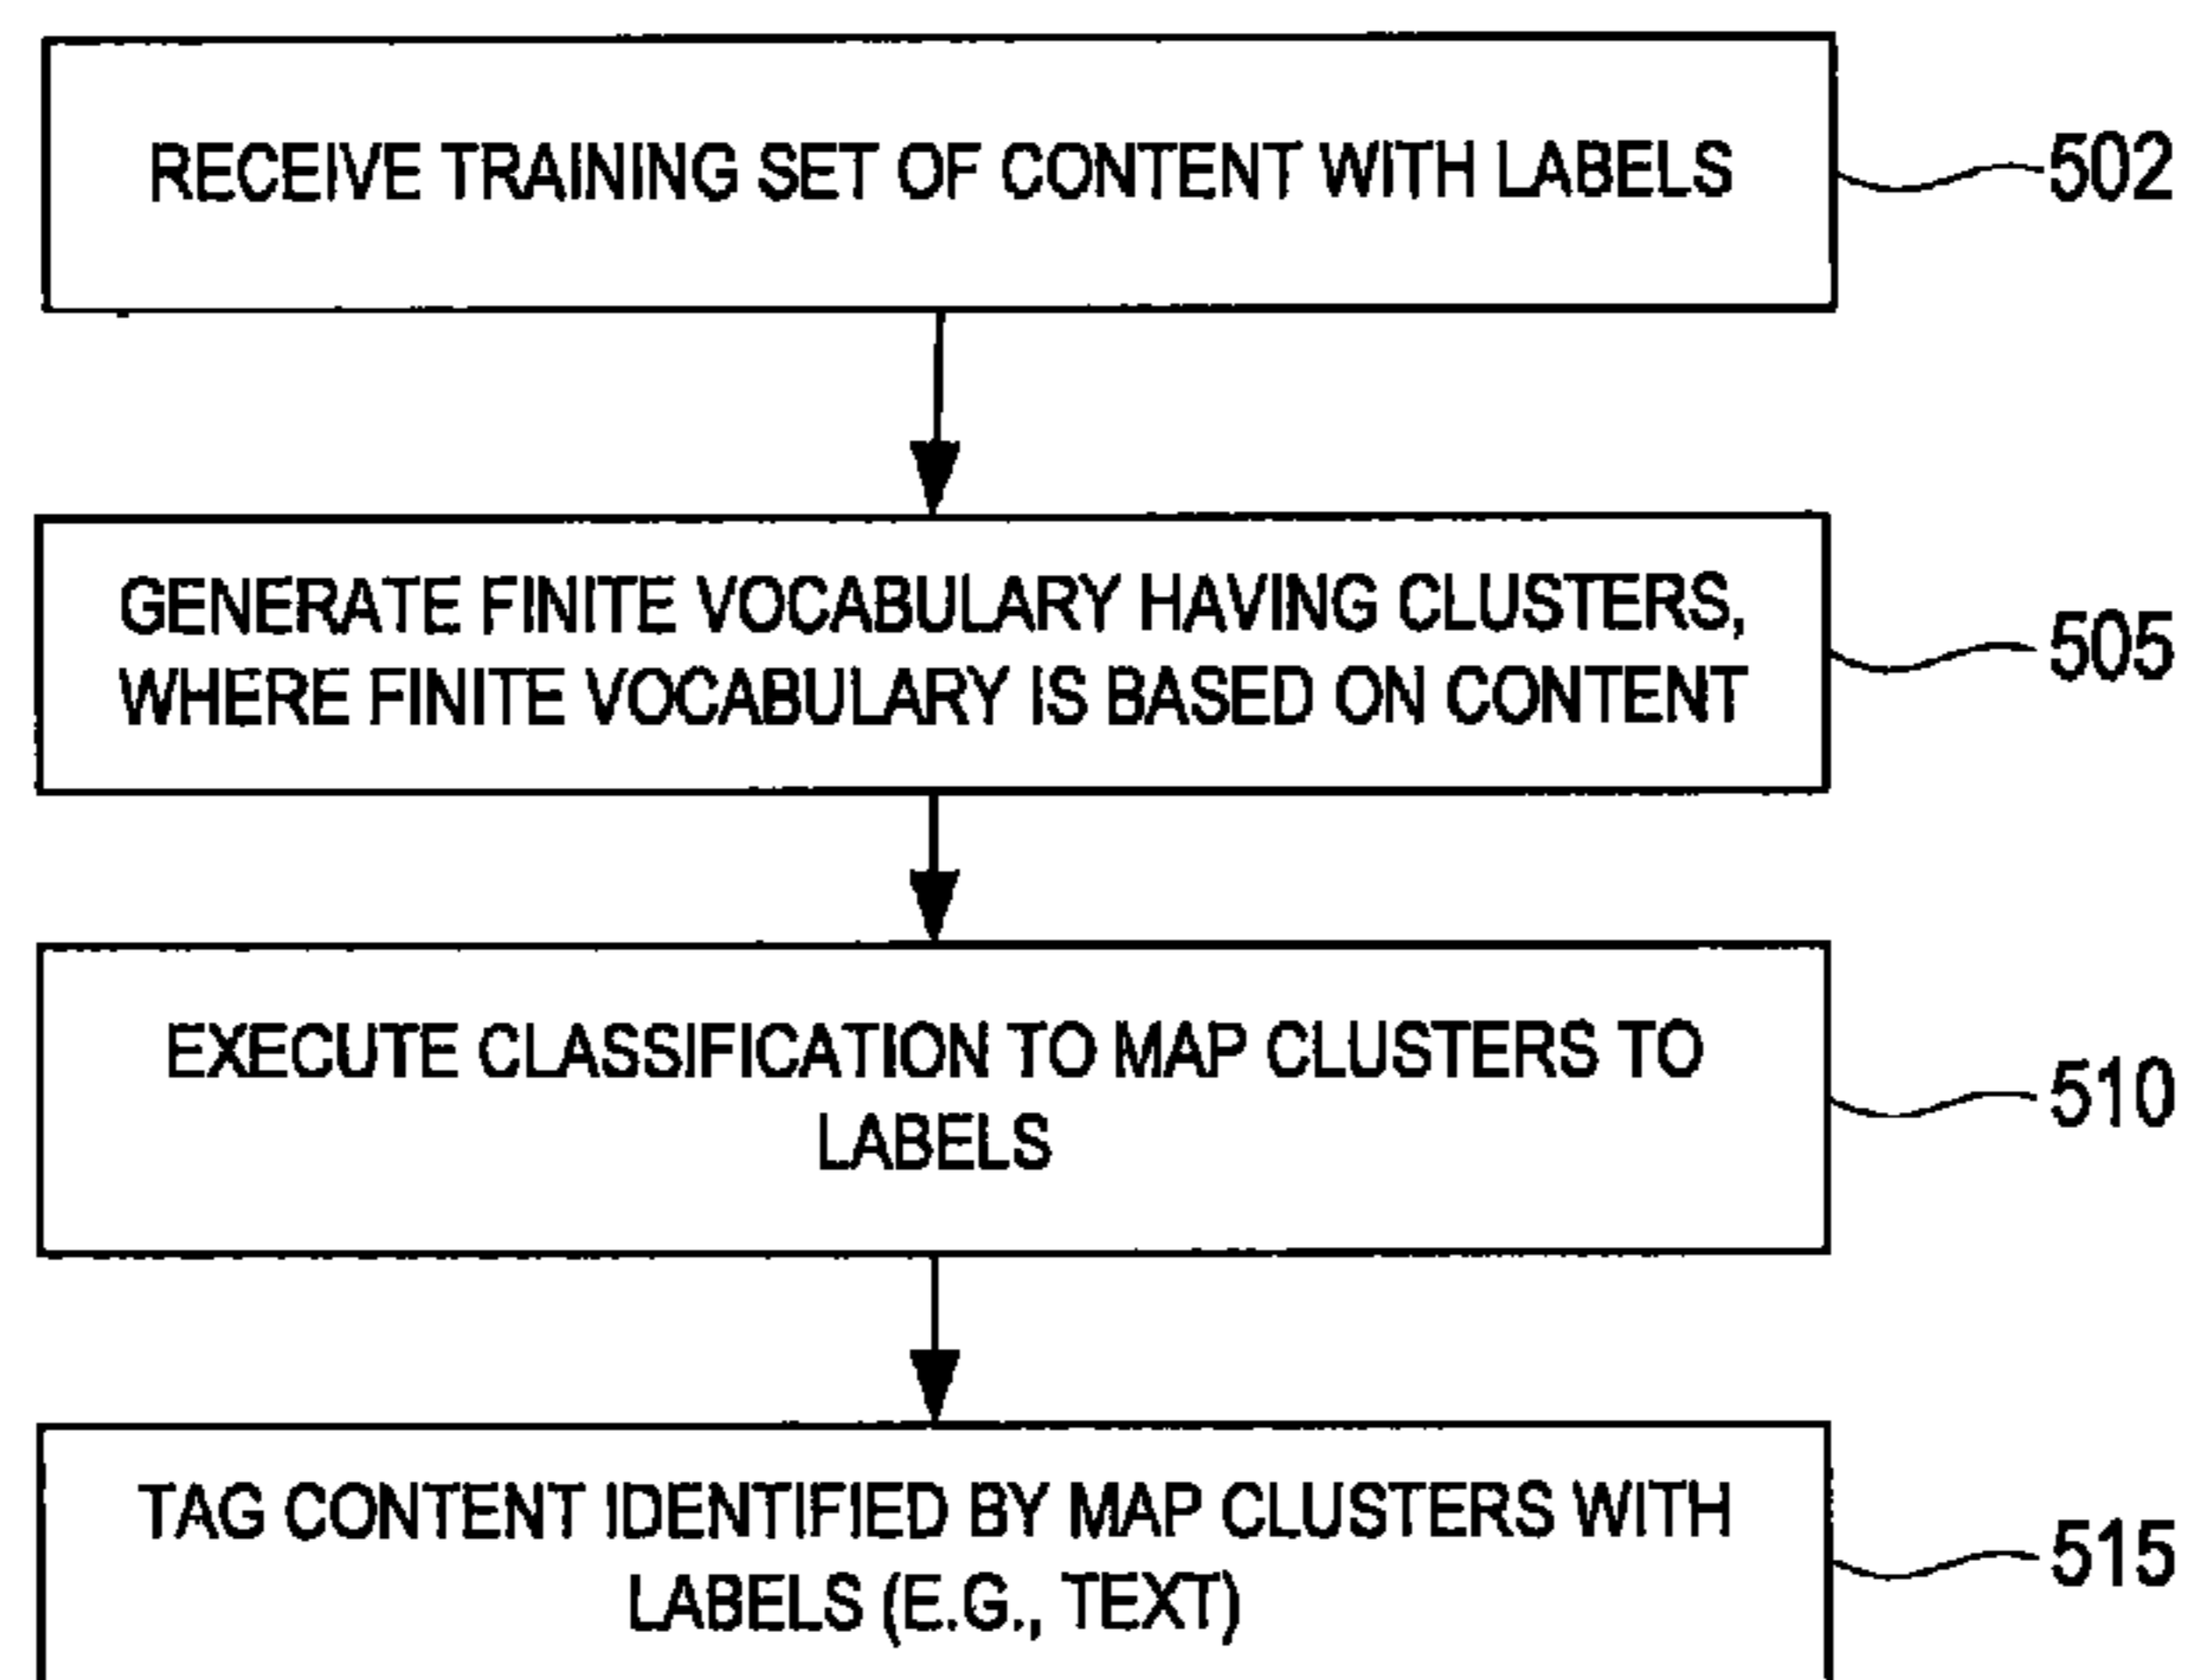 RECEIVE TRAINING SET OF CONTENT WITH LABELS
502
GENERATE FINITE VOCABULARY HAVING CLUSTERS,
WHERE FINITE VOCABULARY IS BASED ON CONTENT
505
EXECUTE CLASSIFICATION TO MAP CLUSTERS TO
LABELS
510
TAG CONTENT IDENTIFIED BY MAP CLUSTERS WITH
LABELS (E.G., TEXT)
515